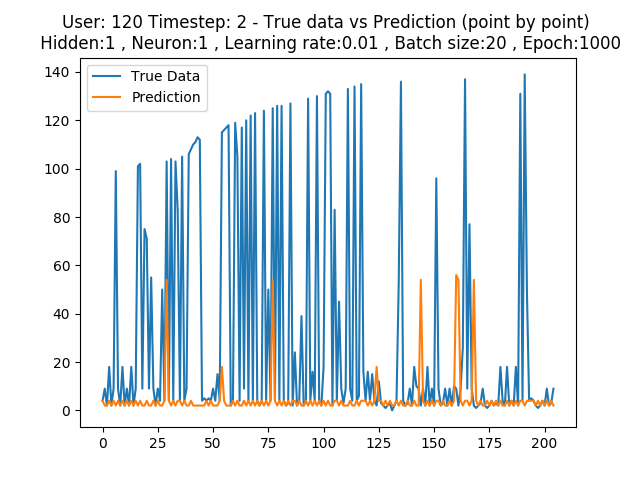 User: 120 Timestep: 2 - True data vs Prediction (point by point)
Hidden:1 , Neuron:1 , Learning rate:0.01 , Batch size:20 , Epoch:1000
True Data
Prediction
140
120
100
80
60
40
20
0
0 25 50 75 100 125 150 175 200